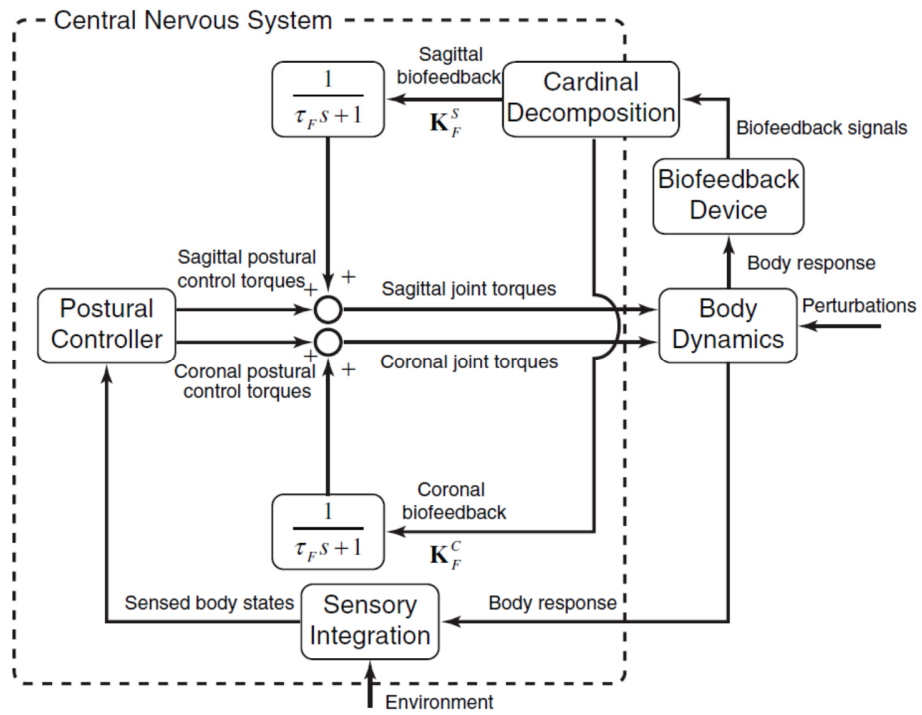 Central Nervous System
1
τ_F s + 1
Sagittal
biofeedback
K_F^S
Cardinal
Decomposition
Biofeedback signals
Biofeedback
Device
Body response
Sagittal postural
control torques
+
+
Sagittal joint torques
Postural
Controller
Body
Dynamics
Perturbations
+
+
Coronal joint torques
Coronal postural
control torques
Coronal
biofeedback
K_F^C
1
τ_F s + 1
Sensed body states
Sensory
Integration
Body response
Environment